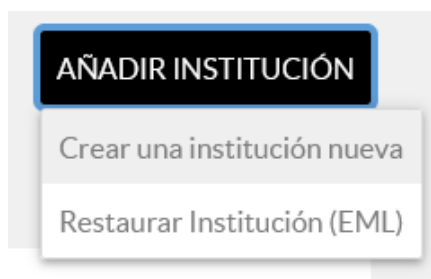 AÑADIR INSTITUCIÓN
Crear una institución nueva
Restaurar Institución (EML)